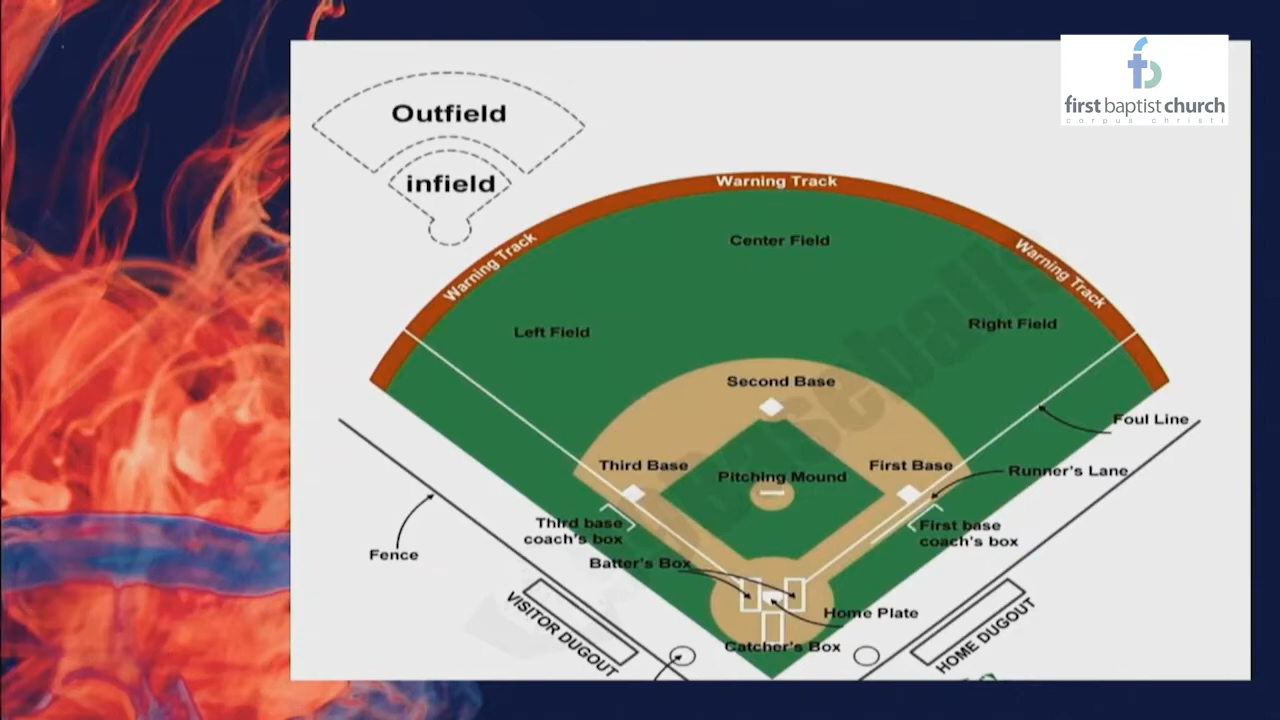 first baptist church
corpus christi
Outfield
infield
Warning Track
Warning Track
Warning Track
Center Field
Left Field
Right Field
Second Base
Foul Line
Third Base
First Base
Pitching Mound
Runner's Lane
Third base
coach's box
First base
coach's box
Fence
Batter's Box
Home Plate
Catcher's Box
VISITOR DUGOUT
HOME DUGOUT